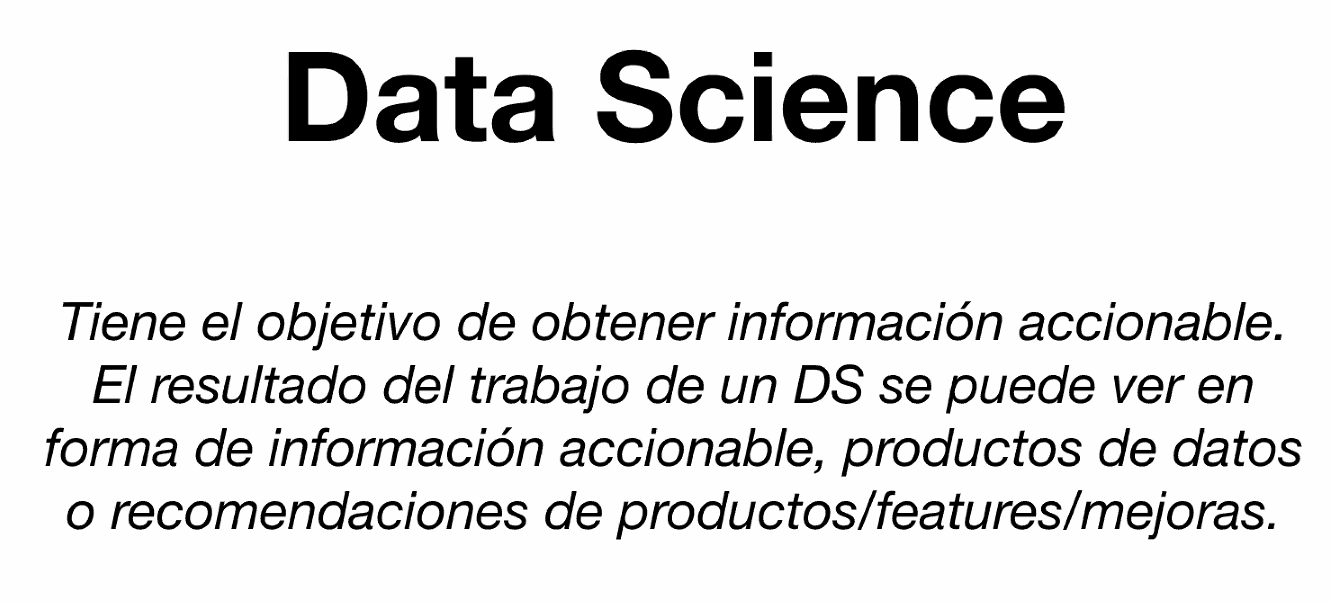 Data Science
Tiene el objetivo de obtener información accionable.
El resultado del trabajo de un DS se puede ver en
forma de información accionable, productos de datos
o recomendaciones de productos/features/mejoras.